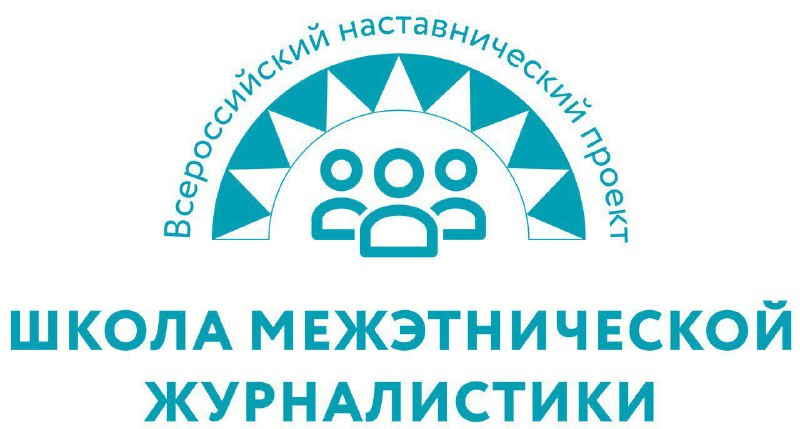 Всероссийский наставнический проект
ШКОЛА МЕЖЭТНИЧЕСКОЙ
ЖУРНАЛИСТИКИ